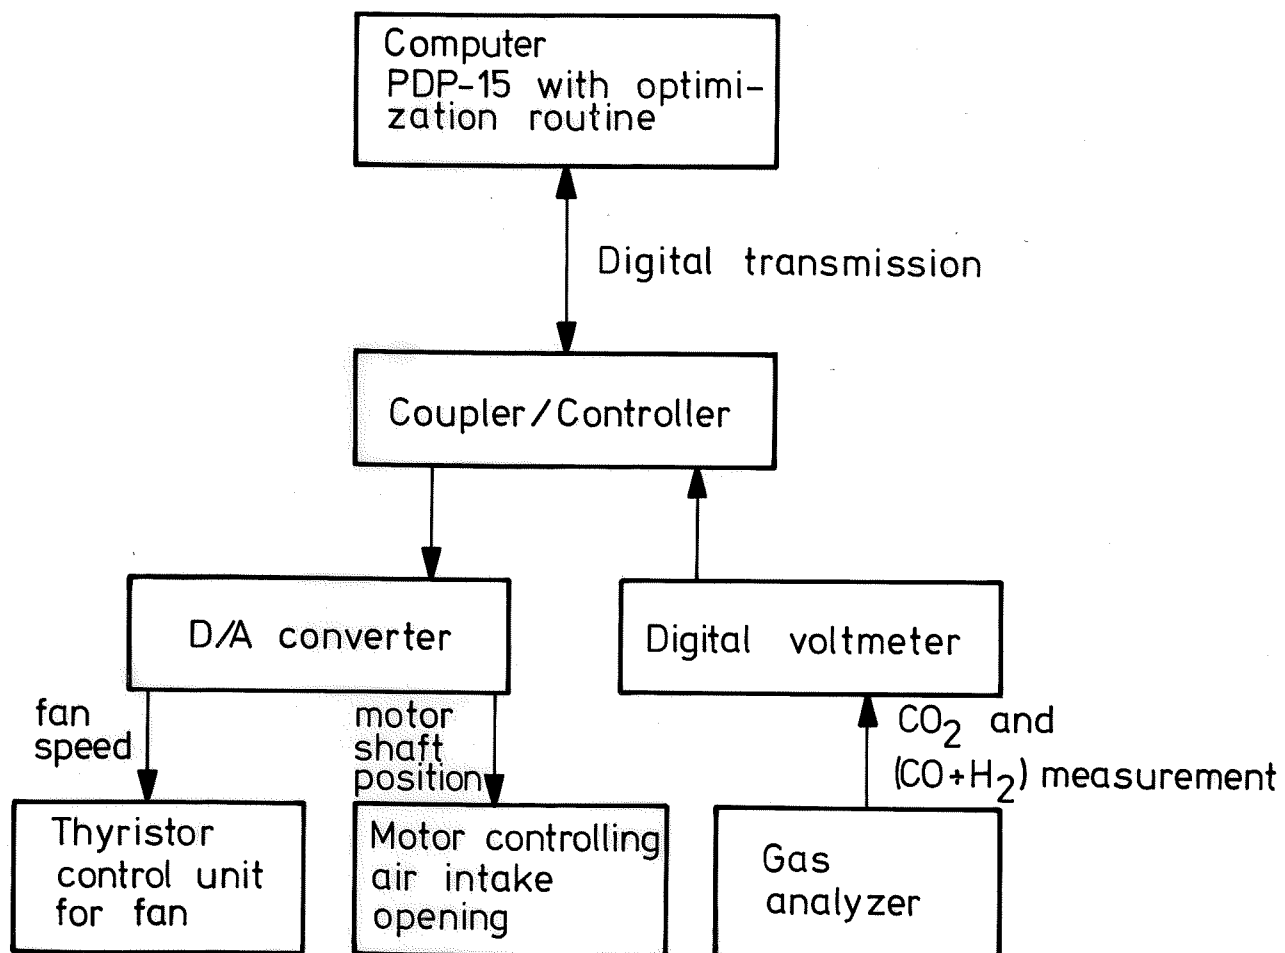 Computer
PDP-15 with optimi-
zation routine
Digital transmission
Coupler/Controller
D/A converter
Digital voltmeter
fan
speed
motor
shaft
position
CO₂ and
(CO+H₂) measurement
Thyristor
control unit
for fan
Motor controlling
air intake
opening
Gas
analyzer